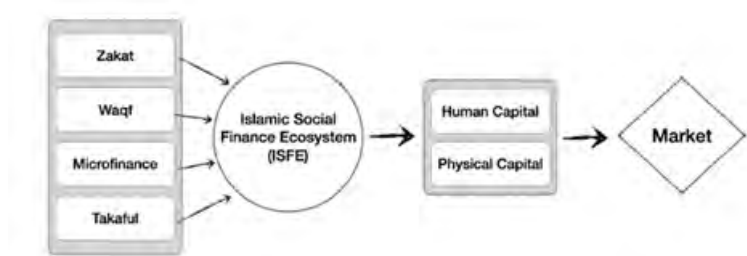 Zakat
Waqf
Microfinance
Takaful
Islamic Social
Finance Ecosystem
(ISFE)
Human Capital
Physical Capital
Market